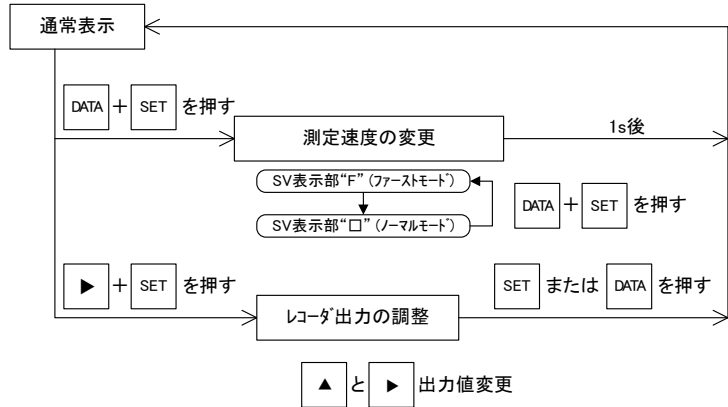 通常表示
DATA + SET を押す
測定速度の変更
1s後
SV表示部“F”(ファーストモード)
SV表示部“□”(ノーマルモード)
DATA + SET を押す
▶ + SET を押す
レコーダ出力の調整
SET または DATA を押す
▲ と ▶ 出力値変更